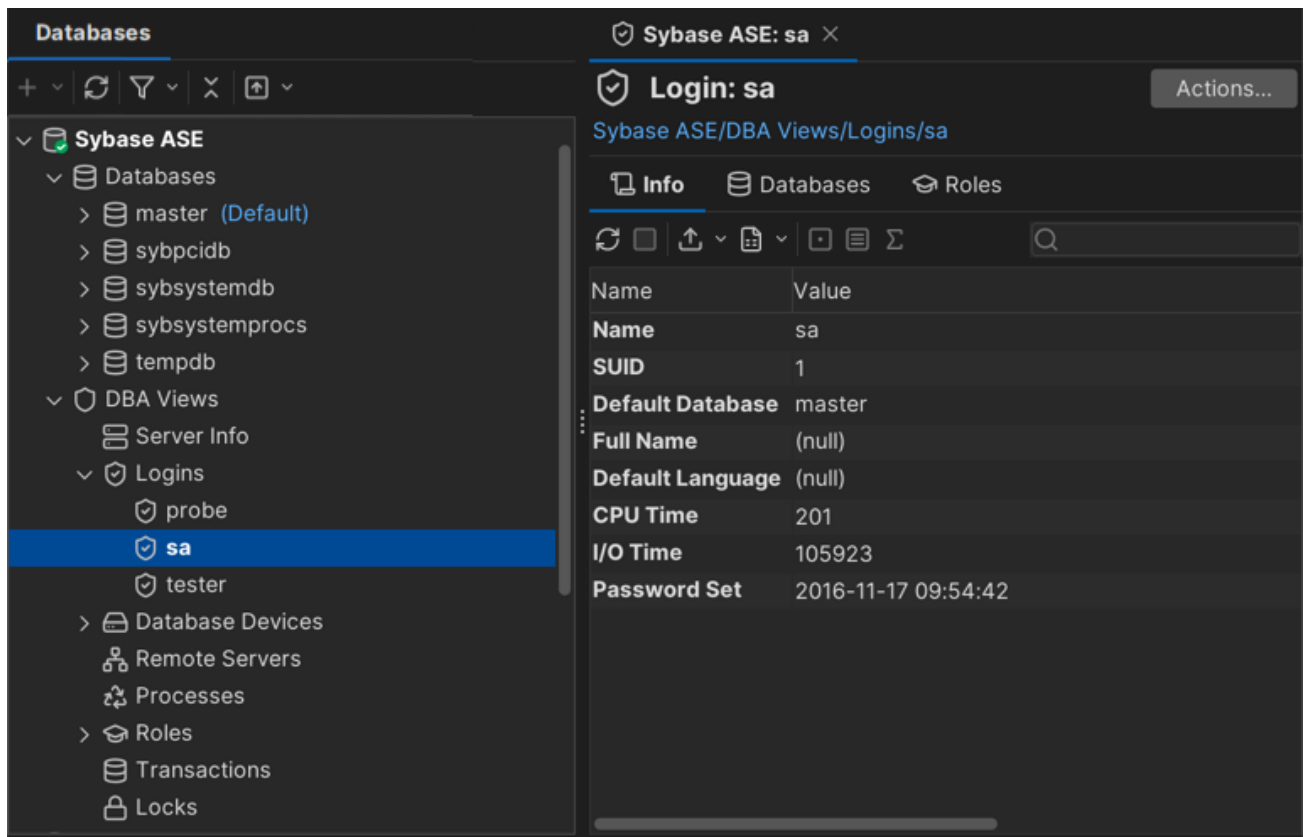 Databases
Sybase ASE
Databases
master (Default)
sybpcidb
sybsystemdb
sybsystemprocs
tempdb
DBA Views
Server Info
Logins
probe
sa
tester
Database Devices
Remote Servers
Processes
Roles
Transactions
Locks
Sybase ASE: sa
Login: sa
Actions...
Sybase ASE/DBA Views/Logins/sa
Info Databases Roles
Name Value
Name sa
SUID 1
Default Database master
Full Name (null)
Default Language (null)
CPU Time 201
I/O Time 105923
Password Set 2016-11-17 09:54:42